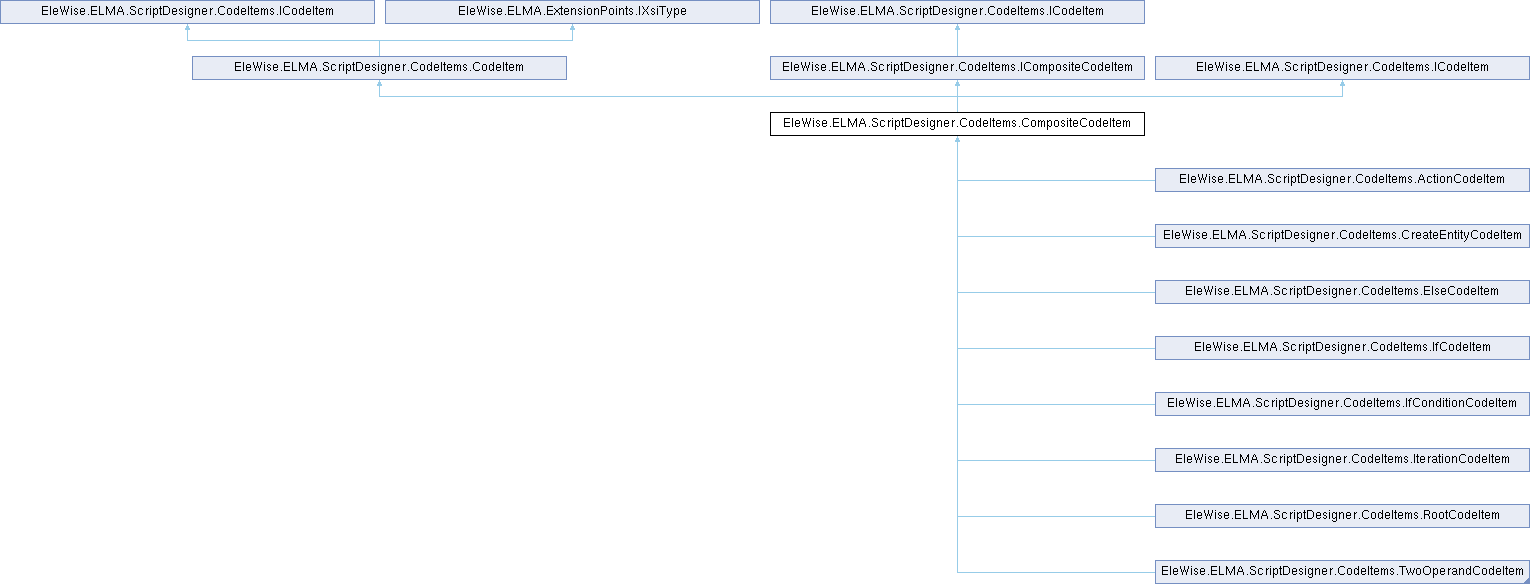 EleWise.ELMA.ScriptDesigner.CodeItems.ICodeItem
EleWise.ELMA.ExtensionPoints.IXsiType
EleWise.ELMA.ScriptDesigner.CodeItems.ICodeItem
EleWise.ELMA.ScriptDesigner.CodeItems.CodeItem
EleWise.ELMA.ScriptDesigner.CodeItems.ICompositeCodeItem
EleWise.ELMA.ScriptDesigner.CodeItems.ICodeItem
EleWise.ELMA.ScriptDesigner.CodeItems.CompositeCodeItem
EleWise.ELMA.ScriptDesigner.CodeItems.ActionCodeItem
EleWise.ELMA.ScriptDesigner.CodeItems.CreateEntityCodeItem
EleWise.ELMA.ScriptDesigner.CodeItems.ElseCodeItem
EleWise.ELMA.ScriptDesigner.CodeItems.IfCodeItem
EleWise.ELMA.ScriptDesigner.CodeItems.IfConditionCodeItem
EleWise.ELMA.ScriptDesigner.CodeItems.IterationCodeItem
EleWise.ELMA.ScriptDesigner.CodeItems.RootCodeItem
EleWise.ELMA.ScriptDesigner.CodeItems.TwoOperandCodeItem